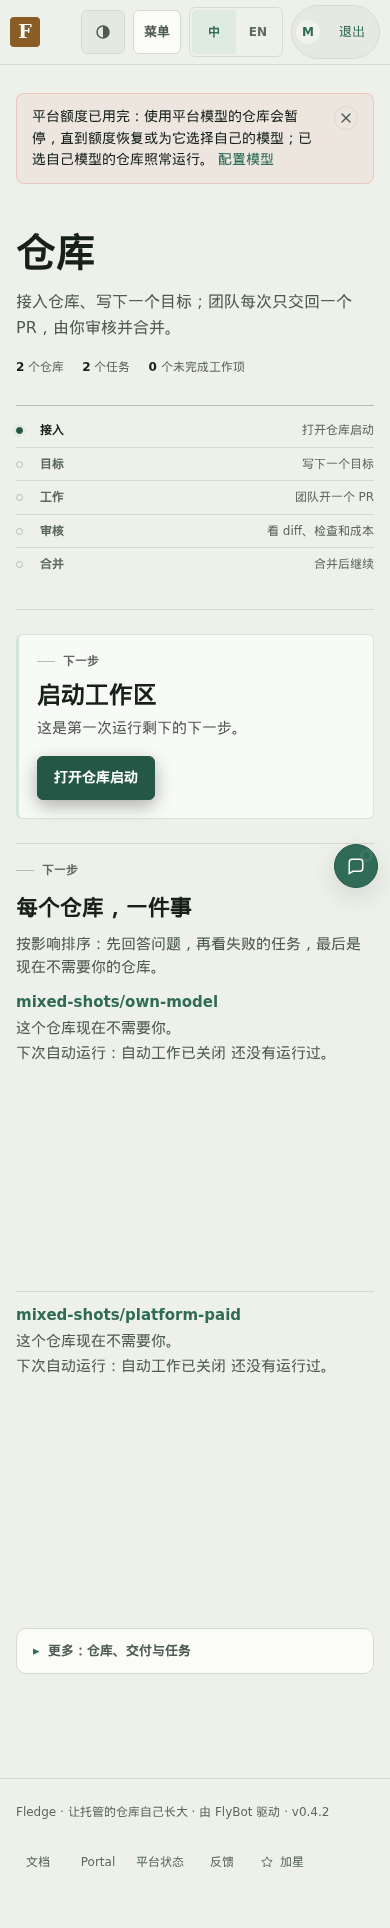 F 菜单 中 EN M 退出
平台额度已用完：使用平台模型的仓库会暂
停，直到额度恢复或为它选择自己的模型；已
选自己模型的仓库照常运行。 配置模型
仓库
接入仓库、写下一个目标；团队每次只交回一个
PR，由你审核并合并。
2 个仓库 2 个任务 0 个未完成工作项
接入 打开仓库启动
目标 写下一个目标
工作 团队开一个 PR
审核 看 diff、检查和成本
合并 合并后继续
下一步
启动工作区
这是第一次运行剩下的下一步。
打开仓库启动
下一步
每个仓库，一件事
按影响排序：先回答问题，再看失败的任务，最后是
现在不需要你的仓库。
mixed-shots/own-model
这个仓库现在不需要你。
下次自动运行：自动工作已关闭 还没有运行过。
mixed-shots/platform-paid
这个仓库现在不需要你。
下次自动运行：自动工作已关闭 还没有运行过。
更多：仓库、交付与任务
Fledge · 让托管的仓库自己长大 · 由 FlyBot 驱动 · v0.4.2
文档 Portal 平台状态 反馈 加星